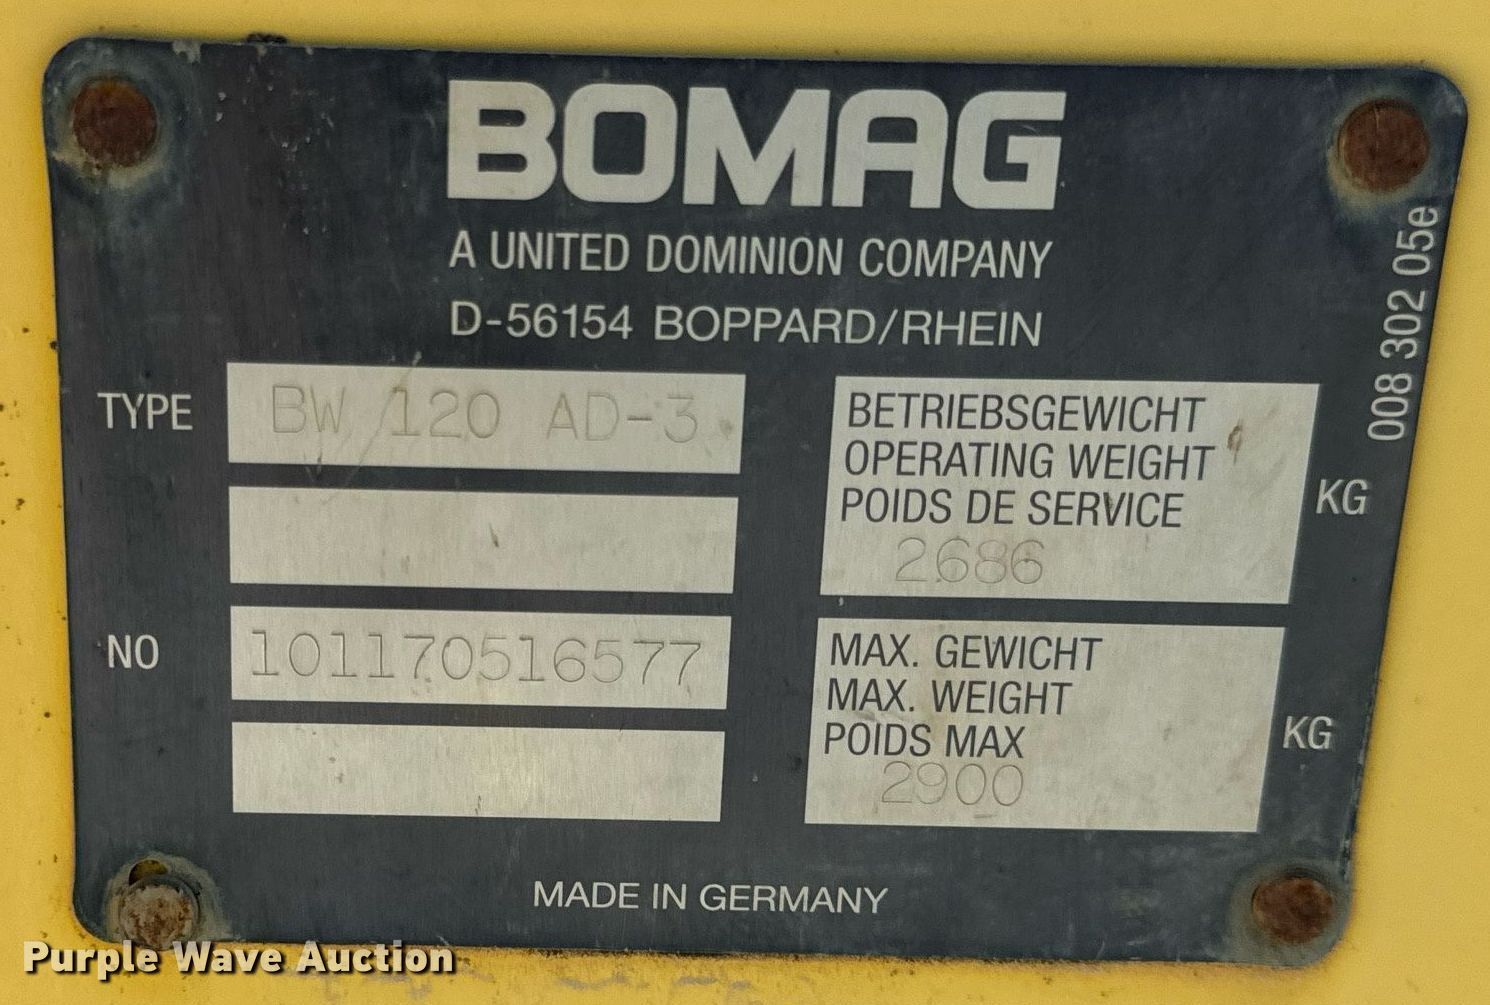 BOMAG
A UNITED DOMINION COMPANY
D-56154 BOPPARD/RHEIN
008 302 05e
TYPE BW 120 AD-3
NO 101170516577
BETRIEBSGEWICHT
OPERATING WEIGHT
POIDS DE SERVICE
2686 KG
MAX. GEWICHT
MAX. WEIGHT
POIDS MAX
2900 KG
MADE IN GERMANY
Purple Wave Auction